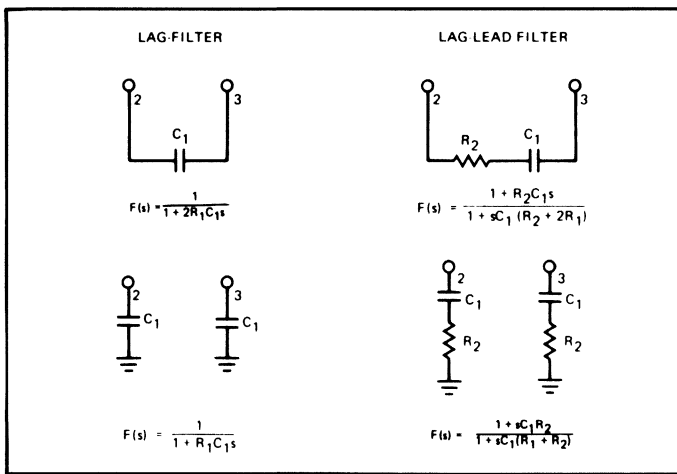 LAG-FILTER
LAG-LEAD FILTER
2
3
C₁
2
3
R₂
C₁
F(s) = 1 / (1 + 2R₁C₁s)
F(s) = (1 + R₂C₁s) / (1 + sC₁ (R₂ + 2R₁))
2
C₁
3
C₁
2
C₁
R₂
3
C₁
R₂
F(s) = 1 / (1 + R₁C₁s)
F(s) = (1 + sC₁R₂) / (1 + sC₁(R₁ + R₂))